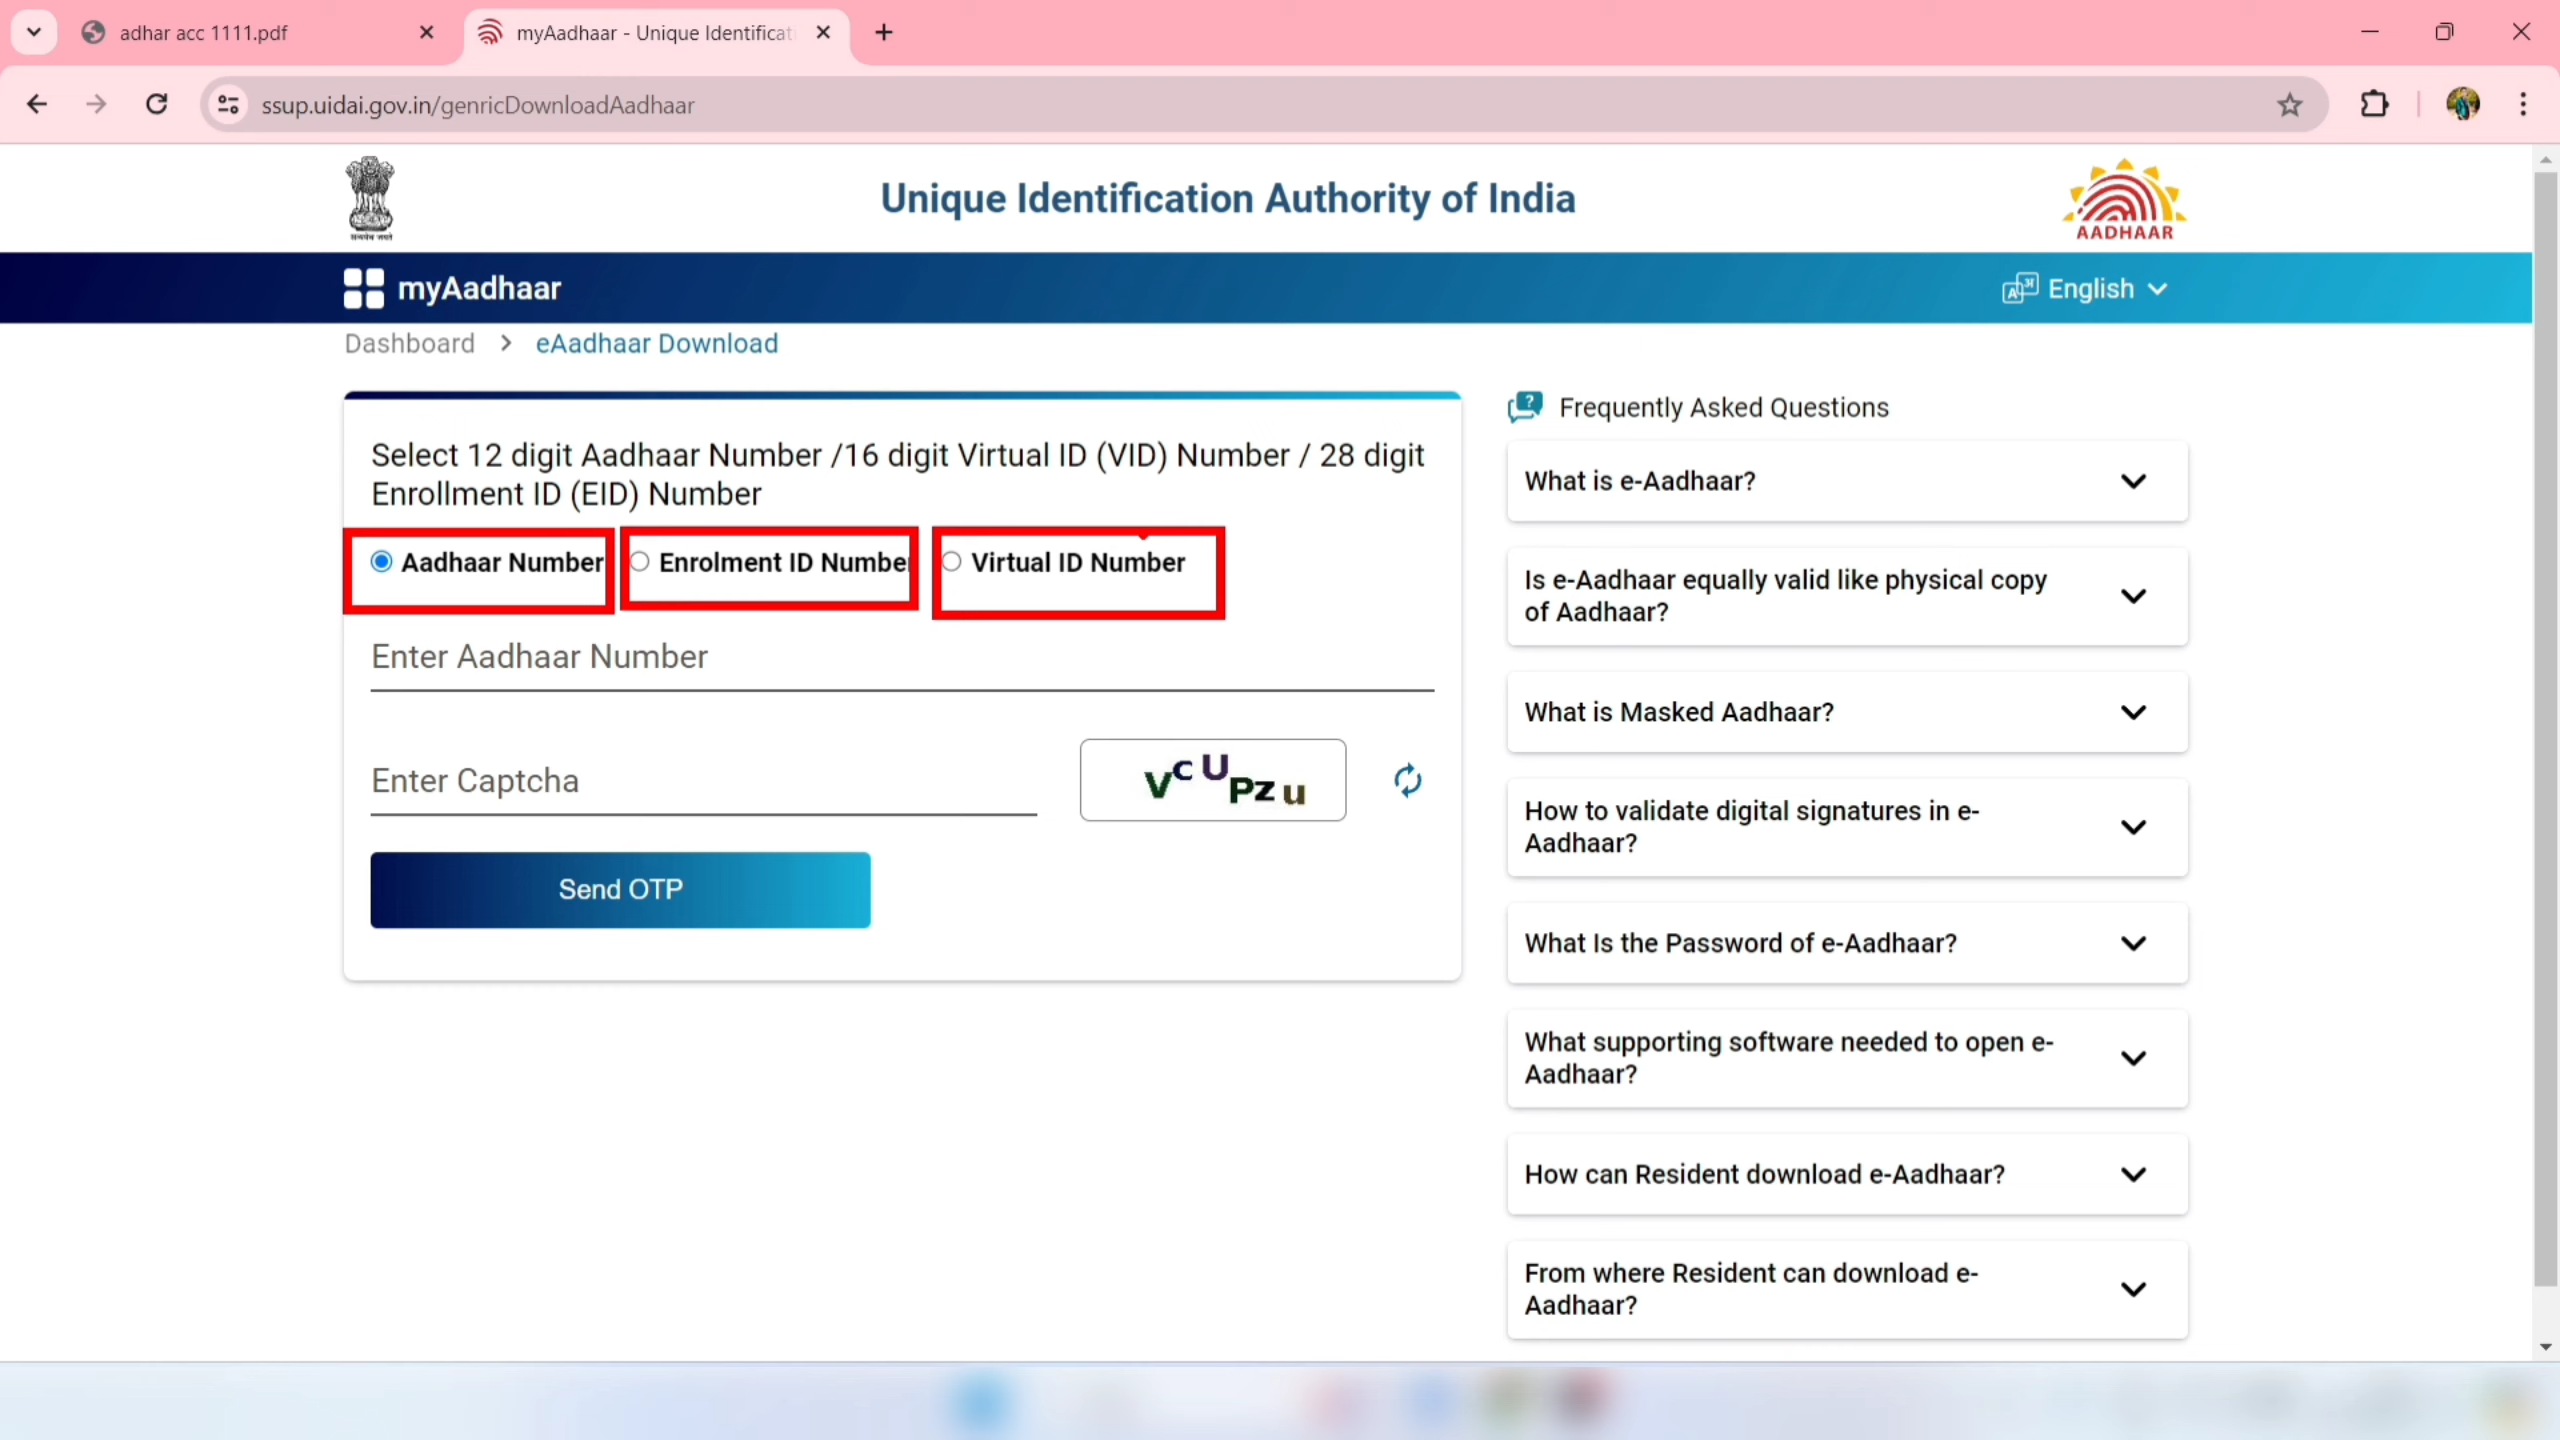 adhar acc 1111.pdf
myAadhaar - Unique Identificat
ssup.uidai.gov.in/genricDownloadAadhaar
सत्यमेव जयते
Unique Identification Authority of India
AADHAAR
myAadhaar
English
Dashboard > eAadhaar Download
Select 12 digit Aadhaar Number /16 digit Virtual ID (VID) Number / 28 digit
Enrollment ID (EID) Number
Aadhaar Number Enrolment ID Number Virtual ID Number
Enter Aadhaar Number
Enter Captcha
VcUPzu
Send OTP
Frequently Asked Questions
What is e-Aadhaar?
Is e-Aadhaar equally valid like physical copy
of Aadhaar?
What is Masked Aadhaar?
How to validate digital signatures in e-
Aadhaar?
What Is the Password of e-Aadhaar?
What supporting software needed to open e-
Aadhaar?
How can Resident download e-Aadhaar?
From where Resident can download e-
Aadhaar?